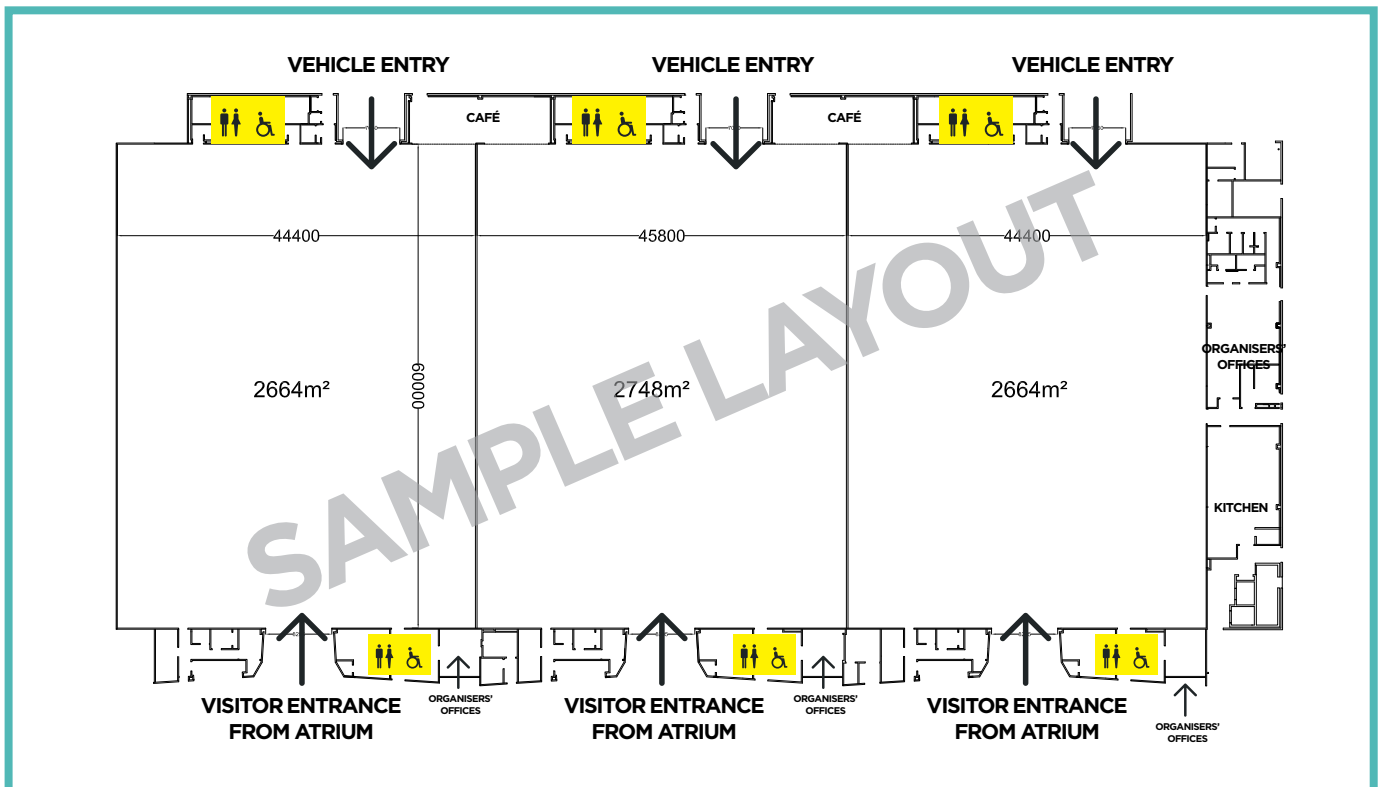 VEHICLE ENTRY
VEHICLE ENTRY
VEHICLE ENTRY
CAFÉ
CAFÉ
44400
45800
44400
60000
2664m²
2748m²
2664m²
SAMPLE LAYOUT
ORGANISERS'
OFFICES
KITCHEN
VISITOR ENTRANCE
FROM ATRIUM
ORGANISERS'
OFFICES
VISITOR ENTRANCE
FROM ATRIUM
ORGANISERS'
OFFICES
VISITOR ENTRANCE
FROM ATRIUM
ORGANISERS'
OFFICES